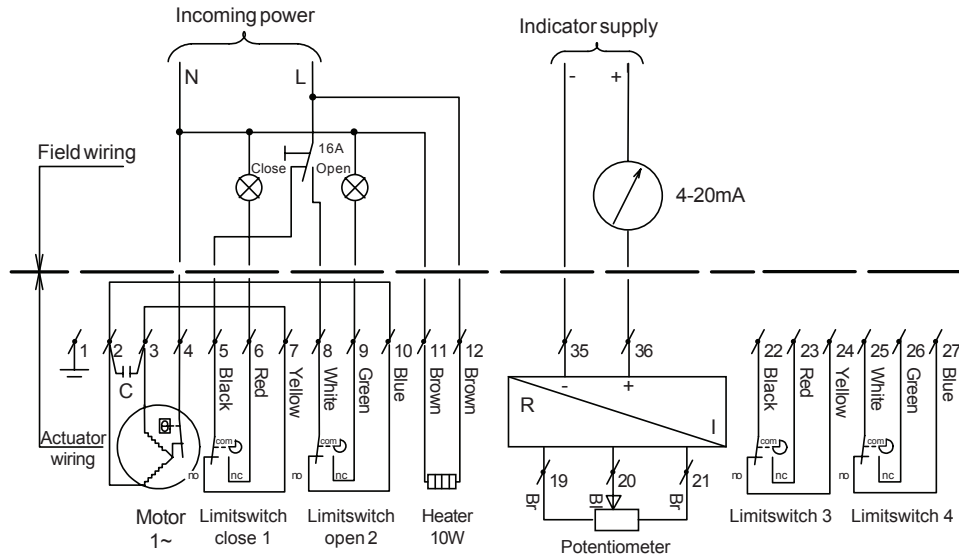 Incoming power
Indicator supply
N
L
-
+
16A
Close
Open
Field wiring
4-20mA
1
2
3
4
5
6
7
8
9
10
11
12
35
36
22
23
24
25
26
27
C
Black
Red
Yellow
White
Green
Blue
Brown
Brown
-
+
R
I
Black
Red
Yellow
White
Green
Blue
Actuator
wiring
θ
com
no
nc
com
no
nc
19
20
21
Br
Bl
Br
com
no
nc
com
no
nc
Motor
1~
Limitswitch
close 1
Limitswitch
open 2
Heater
10W
Potentiometer
Limitswitch 3
Limitswitch 4